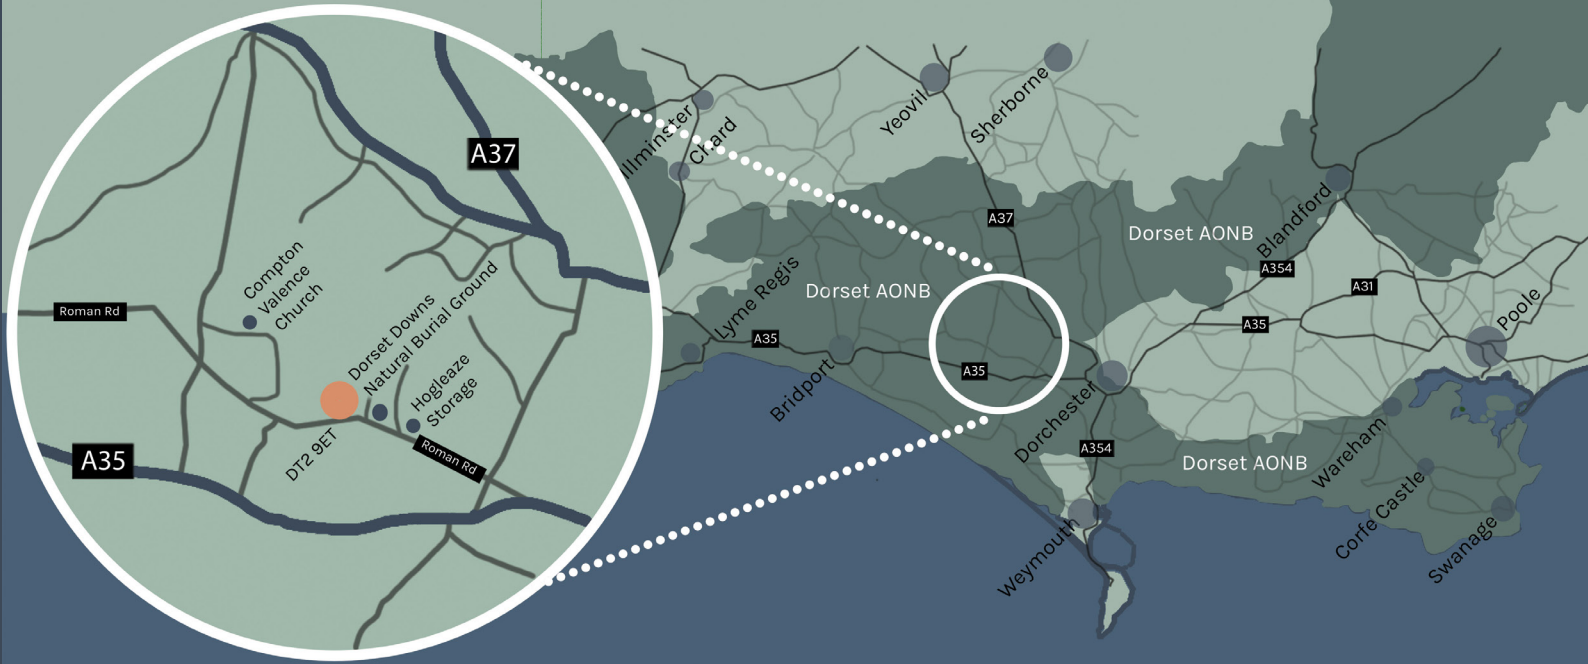 A37
Compton
Valence
Church
Roman Rd
Dorset Downs
Natural Burial Ground
Hogleaze
Storage
DT2 9ET
Roman Rd
A35
Illminster
Chard
Yeovil
Sherborne
A37
Dorset AONB
Blandford
A354
A31
Dorset AONB
Lyme Regis
A35
A35
Poole
Bridport
A35
Dorchester
A354
Dorset AONB
Wareham
Corfe Castle
Swanage
Weymouth